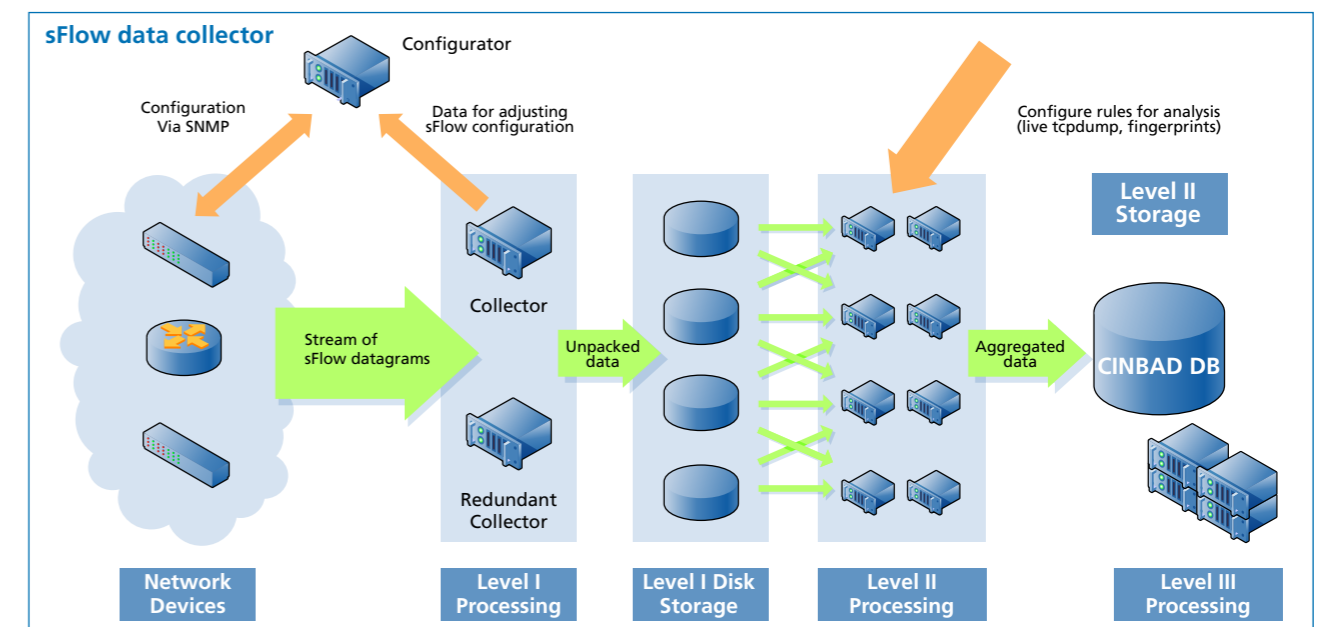 sFlow data collector
Configurator
Configuration
Via SNMP
Data for adjusting
sFlow configuration
Configure rules for analysis
(live tcpdump, fingerprints)
Level II
Storage
Collector
Stream of
sFlow datagrams
Unpacked
data
Aggregated
data
CINBAD DB
Redundant
Collector
Network
Devices
Level I
Processing
Level I Disk
Storage
Level II
Processing
Level III
Processing